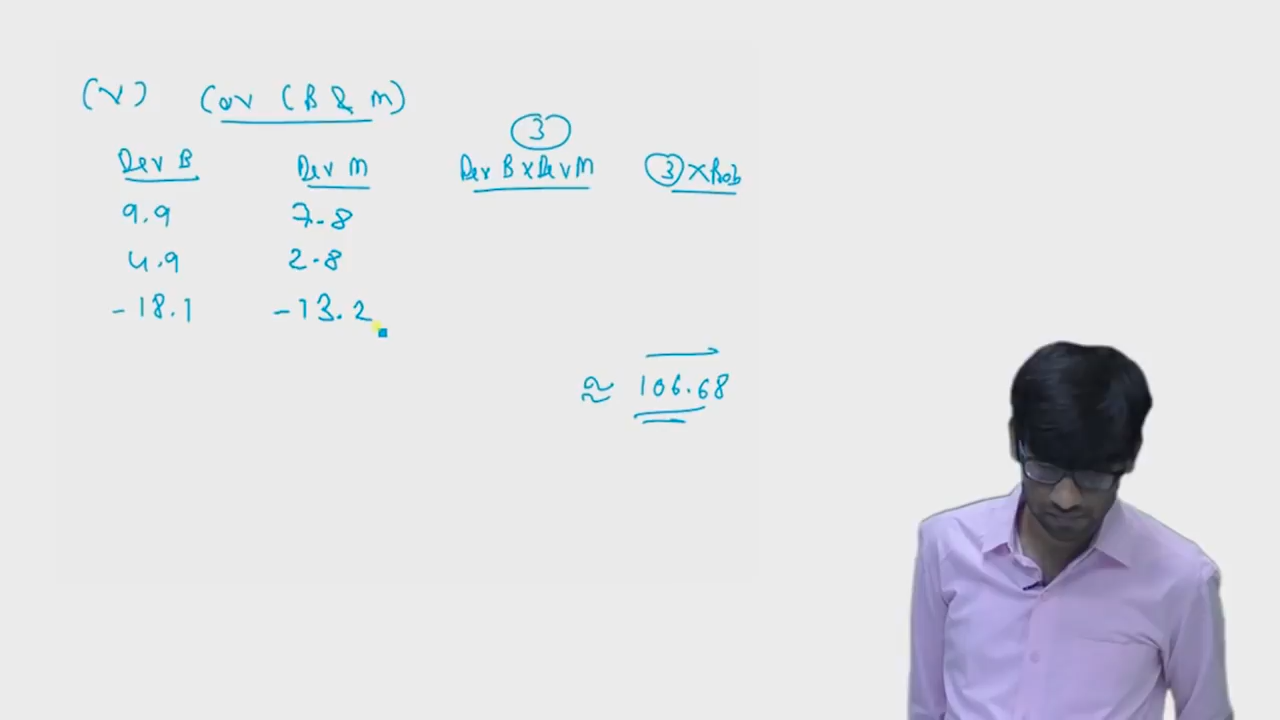 (V) Cov (B & M)
③
Dev B Dev M Dev B × Dev M ③ × Prob
9.9 7.8
4.9 2.8
-18.1 -13.2
≈ 106.68